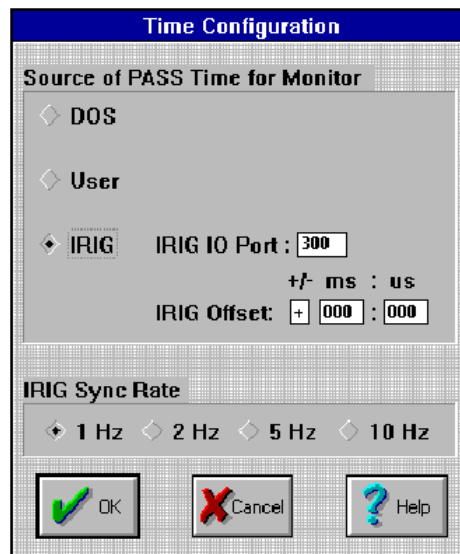 Time Configuration
Source of PASS Time for Monitor
DOS
User
IRIG IRIG IO Port : 300
+/- ms : us
IRIG Offset: + 000 : 000
IRIG Sync Rate
1 Hz 2 Hz 5 Hz 10 Hz
OK Cancel ? Help